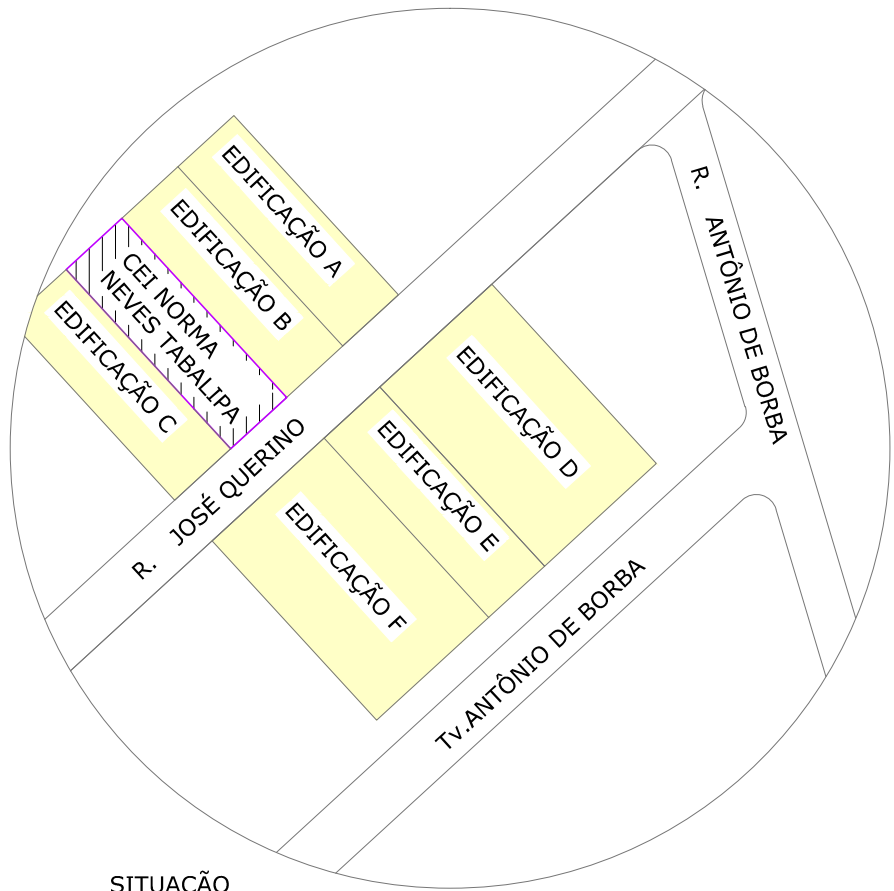 EDIFICAÇÃO A
EDIFICAÇÃO B
CEI NORMA
NEVES TABALIPA
EDIFICAÇÃO C
R. JOSÉ QUERINO
R. ANTÔNIO DE BORBA
EDIFICAÇÃO D
EDIFICAÇÃO E
EDIFICAÇÃO F
Tv.ANTÔNIO DE BORBA
SITUAÇÃO